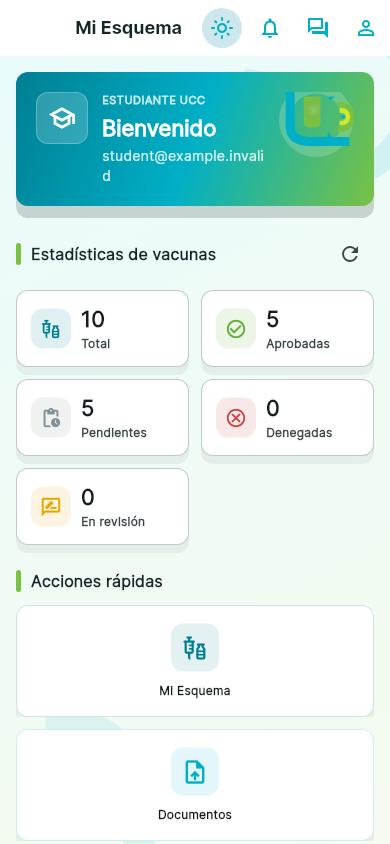 Mi Esquema
ESTUDIANTE UCC
Bienvenido
student@example.invali
d
Estadísticas de vacunas
10
Total
5
Aprobadas
5
Pendientes
0
Denegadas
0
En revisión
Acciones rápidas
Mi Esquema
Documentos